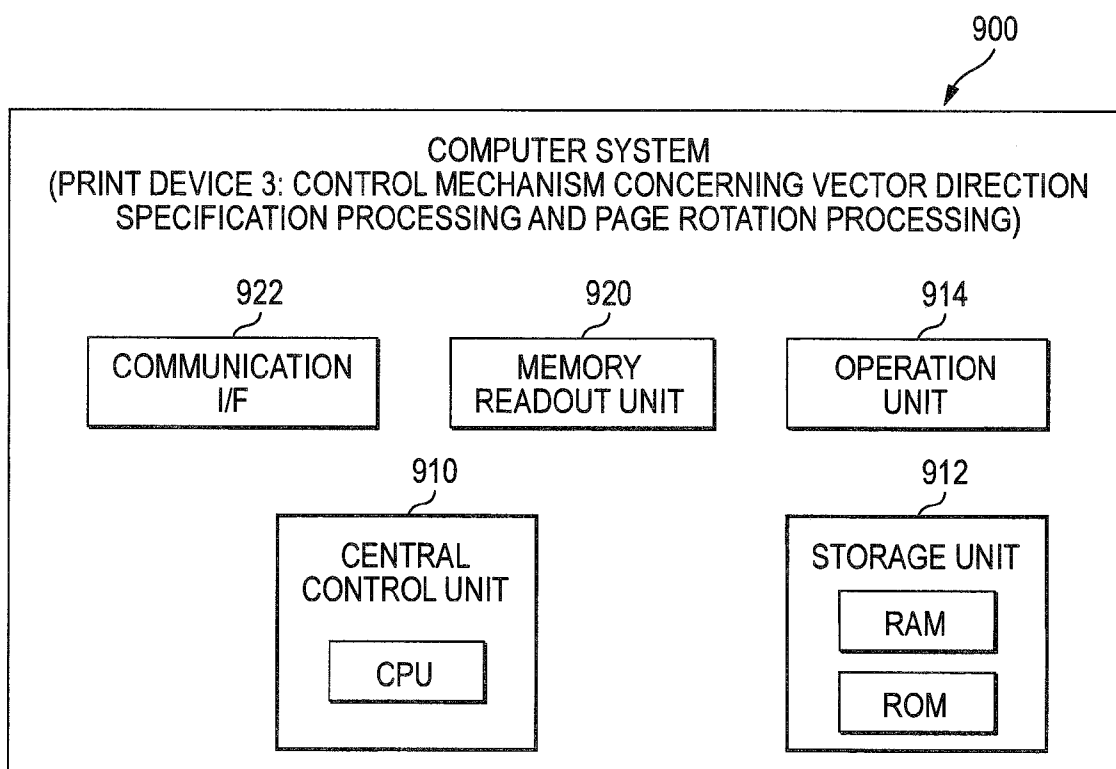 900
COMPUTER SYSTEM
(PRINT DEVICE 3: CONTROL MECHANISM CONCERNING VECTOR DIRECTION
SPECIFICATION PROCESSING AND PAGE ROTATION PROCESSING)
922
COMMUNICATION
I/F
920
MEMORY
READOUT UNIT
914
OPERATION
UNIT
910
CENTRAL
CONTROL UNIT
CPU
912
STORAGE UNIT
RAM
ROM